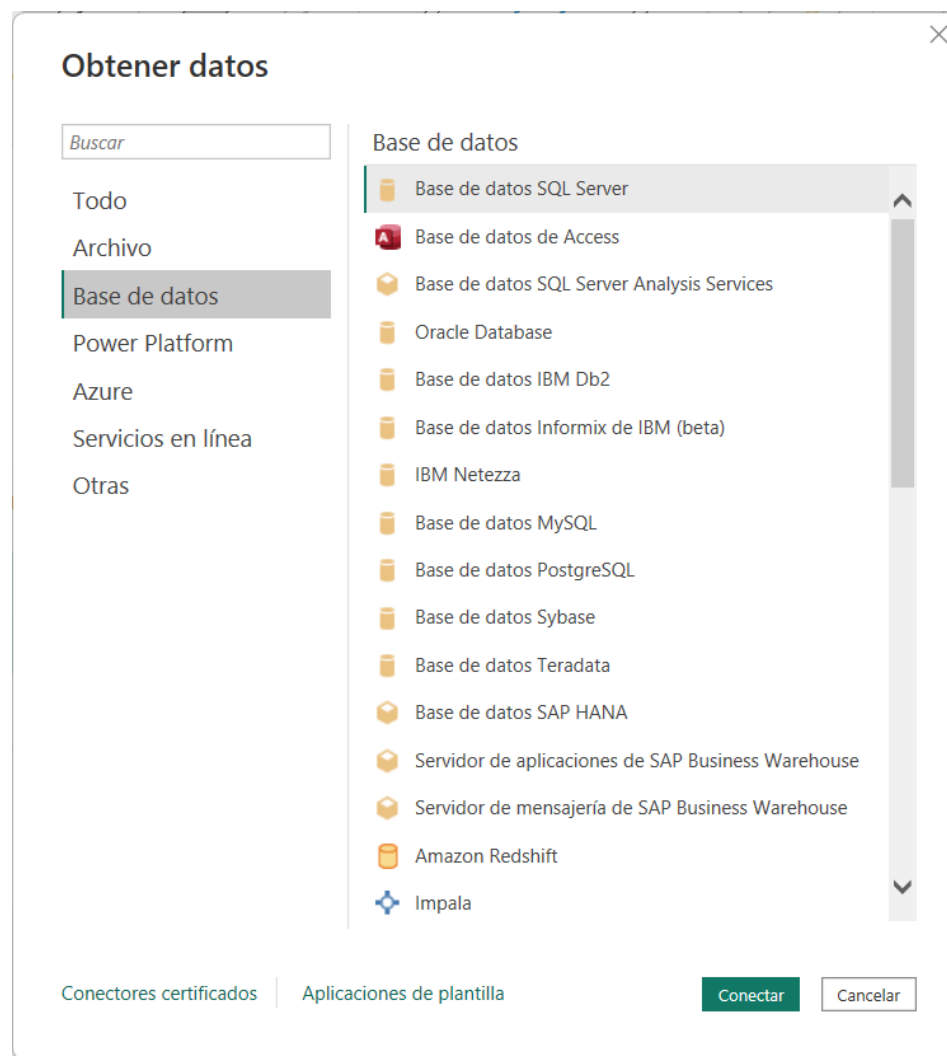 Obtener datos
Buscar
Todo
Archivo
Base de datos
Power Platform
Azure
Servicios en línea
Otras
Base de datos
Base de datos SQL Server
Base de datos de Access
Base de datos SQL Server Analysis Services
Oracle Database
Base de datos IBM Db2
Base de datos Informix de IBM (beta)
IBM Netezza
Base de datos MySQL
Base de datos PostgreSQL
Base de datos Sybase
Base de datos Teradata
Base de datos SAP HANA
Servidor de aplicaciones de SAP Business Warehouse
Servidor de mensajería de SAP Business Warehouse
Amazon Redshift
Impala
Conectores certificados
Aplicaciones de plantilla
Conectar
Cancelar